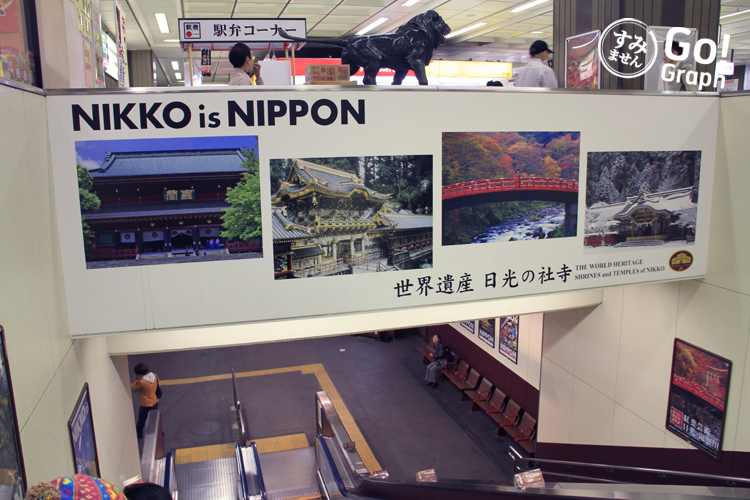 駅弁コーナー
すみ
ません
Go!
Graph
NIKKO is NIPPON
世界遺産 日光の社寺
THE WORLD HERITAGE
SHRINES and TEMPLES of NIKKO